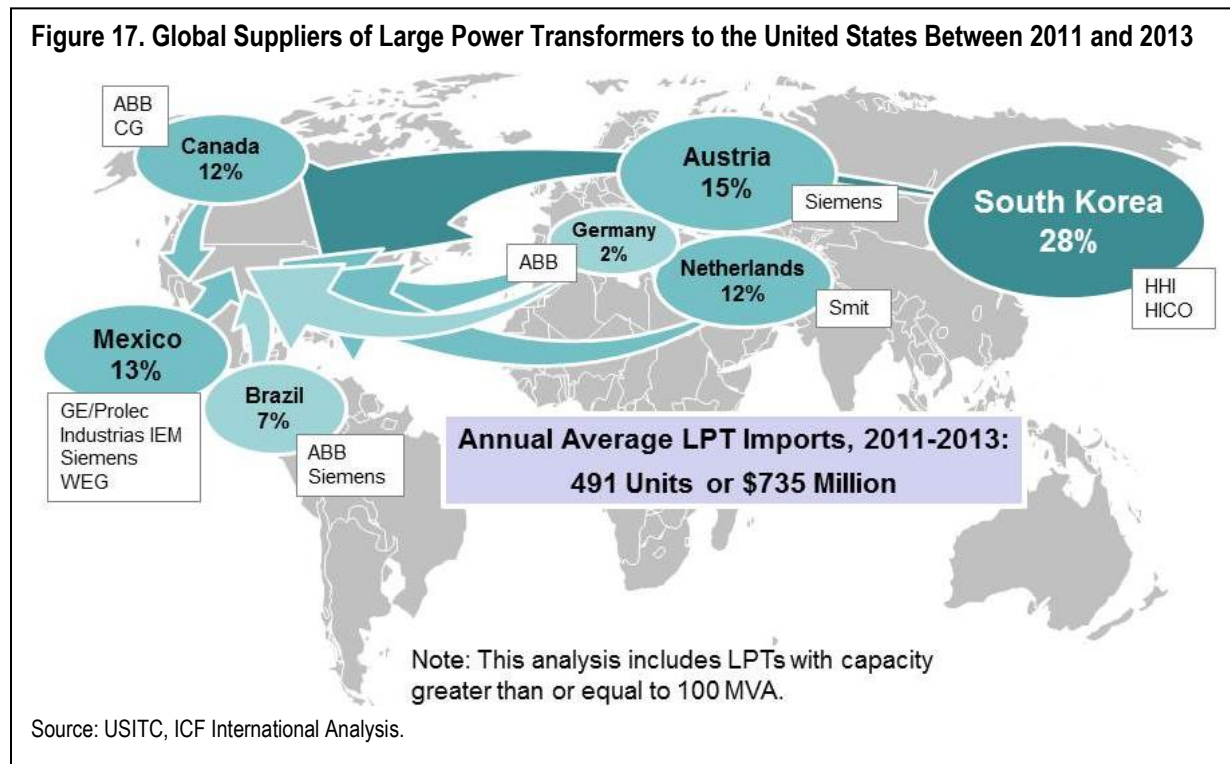 Figure 17. Global Suppliers of Large Power Transformers to the United States Between 2011 and 2013
ABB
CG
Canada
12%
Austria
15%
Siemens
South Korea
28%
HHI
HICO
Germany
2%
ABB
Netherlands
12%
Smit
Mexico
13%
GE/Prolec
Industrias IEM
Siemens
WEG
Brazil
7%
ABB
Siemens
Annual Average LPT Imports, 2011-2013:
491 Units or $735 Million
Note: This analysis includes LPTs with capacity
greater than or equal to 100 MVA.
Source: USITC, ICF International Analysis.